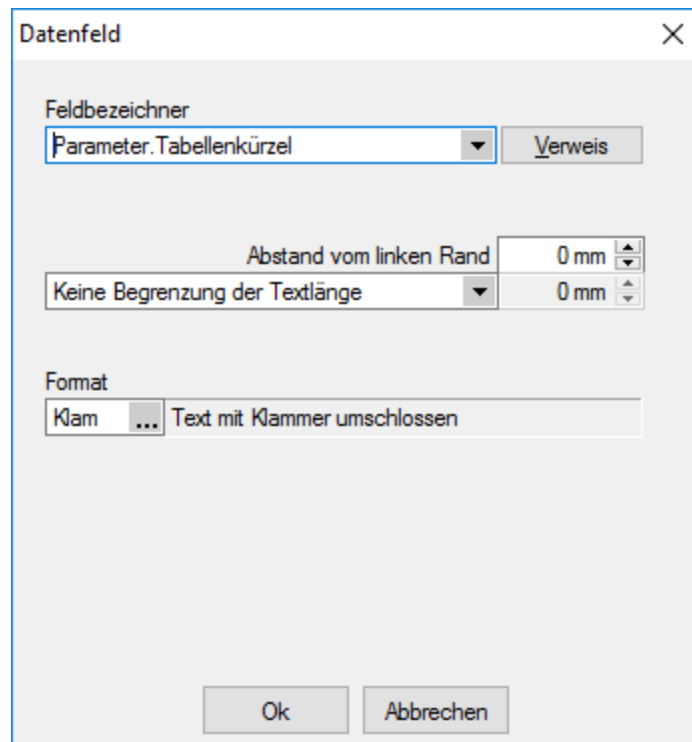 Datenfeld
Feldbezeichner
Parameter.Tabellenkürzel
Verweis
Abstand vom linken Rand 0 mm
Keine Begrenzung der Textlänge 0 mm
Format
Klam ... Text mit Klammer umschlossen
Ok Abbrechen